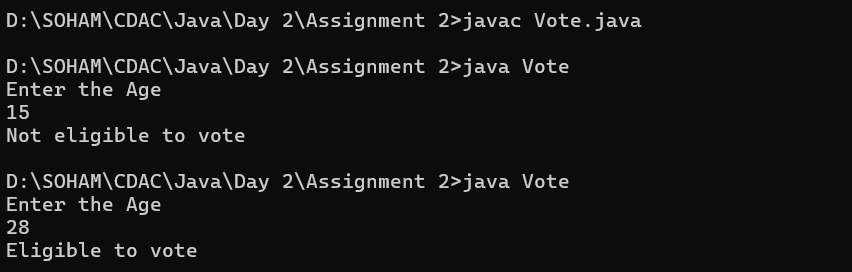 D:\SOHAM\CDAC\Java\Day 2\Assignment 2>javac Vote.java
D:\SOHAM\CDAC\Java\Day 2\Assignment 2>java Vote
Enter the Age
15
Not eligible to vote
D:\SOHAM\CDAC\Java\Day 2\Assignment 2>java Vote
Enter the Age
28
Eligible to vote